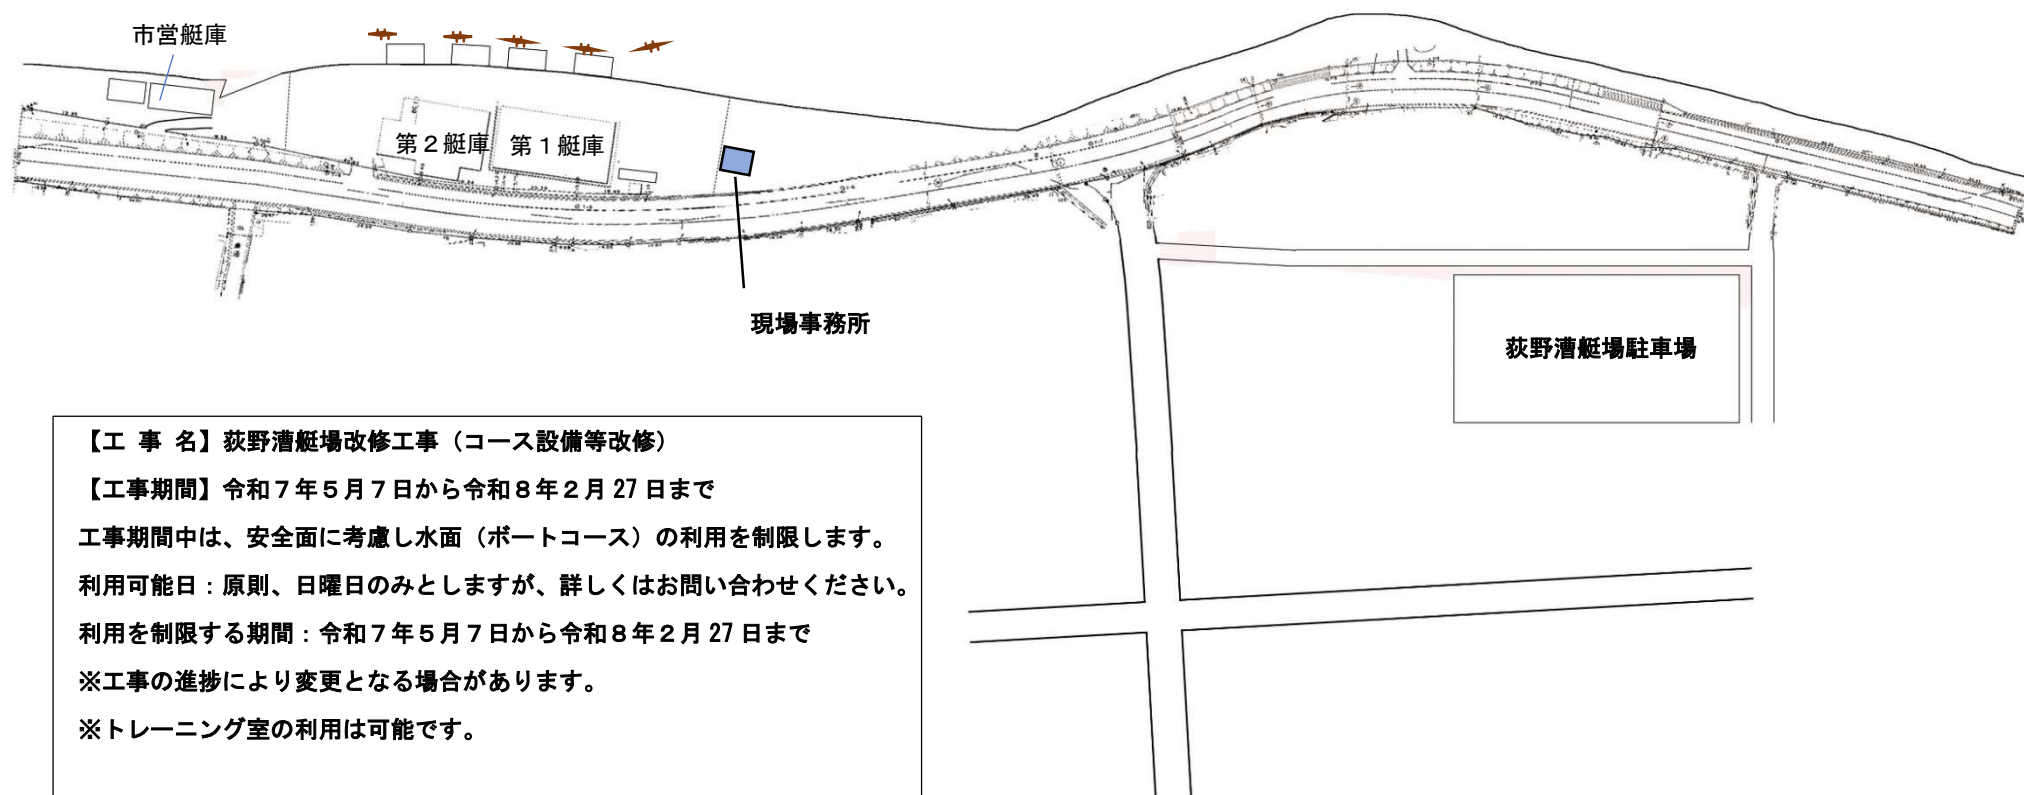 市営艇庫
第２艇庫
第１艇庫
現場事務所
荻野漕艇場駐車場
【工 事 名】荻野漕艇場改修工事（コース設備等改修）
【工事期間】令和７年５月７日から令和８年２月 27 日まで
工事期間中は、安全面に考慮し水面（ボートコース）の利用を制限します。
利用可能日：原則、日曜日のみとしますが、詳しくはお問い合わせください。
利用を制限する期間：令和７年５月７日から令和８年２月 27 日まで
※工事の進捗により変更となる場合があります。
※トレーニング室の利用は可能です。